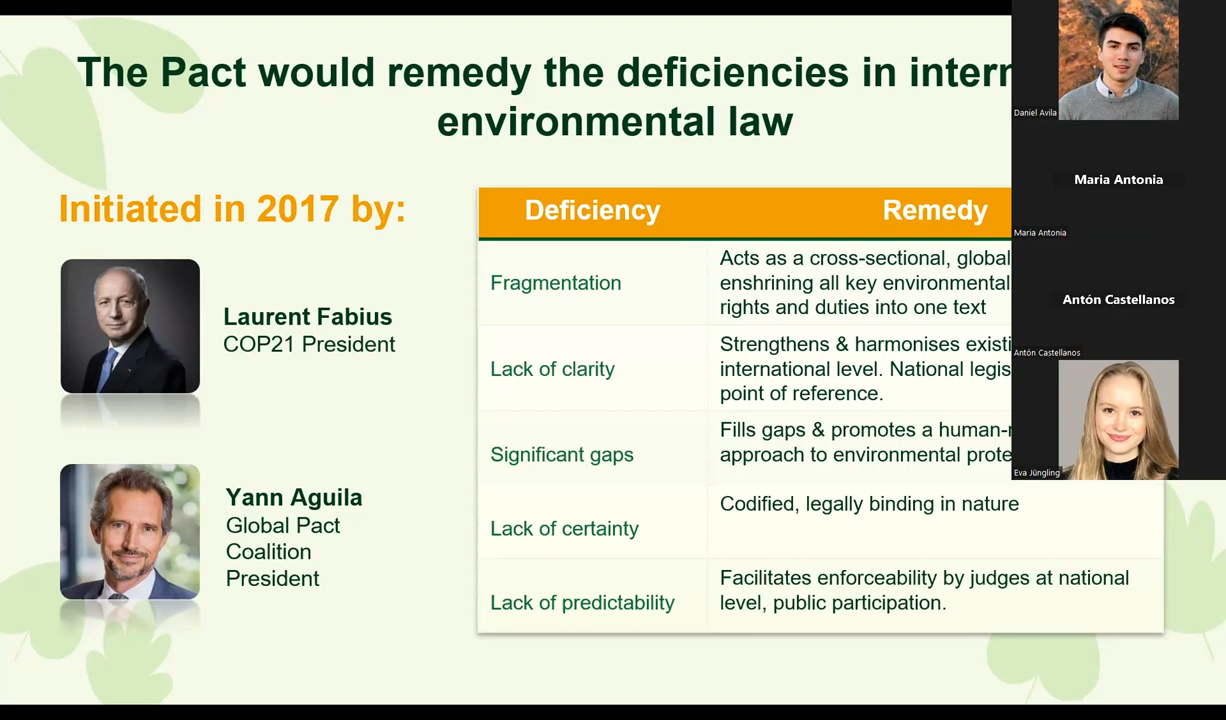 The Pact would remedy the deficiencies in intern
environmental law
Initiated in 2017 by:
Laurent Fabius
COP21 President
Yann Aguila
Global Pact
Coalition
President
Deficiency Remedy
Fragmentation
Acts as a cross-sectional, global
enshrining all key environmental
rights and duties into one text
Lack of clarity
Strengthens & harmonises existi
international level. National legis
point of reference.
Significant gaps
Fills gaps & promotes a human-
approach to environmental prote
Lack of certainty
Codified, legally binding in nature
Lack of predictability
Facilitates enforceability by judges at national
level, public participation.
Daniel Avila
Maria Antonia
Maria Antonia
Antón Castellanos
Antón Castellanos
Eva Jüngling